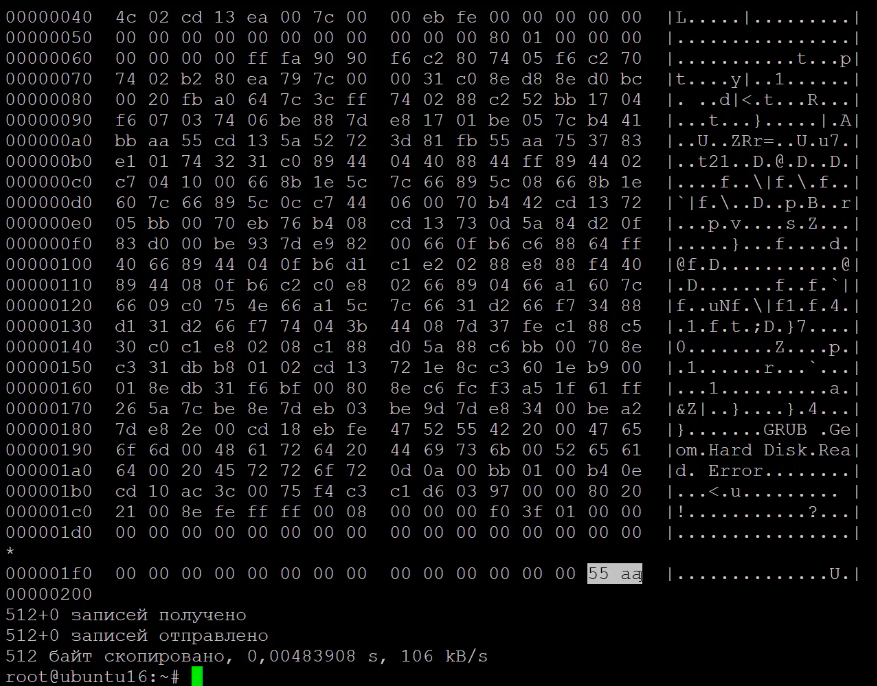 00000040  4c 02 cd 13 ea 00 7c 00  00 eb fe 00 00 00 00 00  |L.....|.........|
00000050  00 00 00 00 00 00 00 00  00 00 00 80 01 00 00 00  |................|
00000060  00 00 00 00 ff fa 90 90  f6 c2 80 74 05 f6 c2 70  |...........t...p|
00000070  74 02 b2 80 ea 79 7c 00  00 31 c0 8e d8 8e d0 bc  |t....y|..1......|
00000080  00 20 fb a0 64 7c 3c ff  74 02 88 c2 52 bb 17 04  |. ..d|<.t...R...|
00000090  f6 07 03 74 06 be 88 7d  e8 17 01 be 05 7c b4 41  |...t...}.....|.A|
000000a0  bb aa 55 cd 13 5a 52 72  3d 81 fb 55 aa 75 37 83  |..U..ZRr=..U.u7.|
000000b0  e1 01 74 32 31 c0 89 44  04 40 88 44 ff 89 44 02  |..t21..D.@.D..D.|
000000c0  c7 04 10 00 66 8b 1e 5c  7c 66 89 5c 08 66 8b 1e  |....f..\|f.\.f..|
000000d0  60 7c 66 89 5c 0c c7 44  06 00 70 b4 42 cd 13 72  |`|f.\..D..p.B..r|
000000e0  05 bb 00 70 eb 76 b4 08  cd 13 73 0d 5a 84 d2 0f  |...p.v....s.Z...|
000000f0  83 d0 00 be 93 7d e9 82  00 66 0f b6 c6 88 64 ff  |.....}...f....d.|
00000100  40 66 89 44 04 0f b6 d1  c1 e2 02 88 e8 88 f4 40  |@f.D...........@|
00000110  89 44 08 0f b6 c2 c0 e8  02 66 89 04 66 a1 60 7c  |.D.......f..f.`||
00000120  66 09 c0 75 4e 66 a1 5c  7c 66 31 d2 66 f7 34 88  |f..uNf.\|f1.f.4.|
00000130  d1 31 d2 66 f7 74 04 3b  44 08 7d 37 fe c1 88 c5  |.1.f.t.;D.}7....|
00000140  30 c0 c1 e8 02 08 c1 88  d0 5a 88 c6 bb 00 70 8e  |0........Z....p.|
00000150  c3 31 db b8 01 02 cd 13  72 1e 8c c3 60 1e b9 00  |.1......r...`...|
00000160  01 8e db 31 f6 bf 00 80  8e c6 fc f3 a5 1f 61 ff  |...1..........a.|
00000170  26 5a 7c be 8e 7d eb 03  be 9d 7d e8 34 00 be a2  |&Z|..}....}.4...|
00000180  7d e8 2e 00 cd 18 eb fe  47 52 55 42 20 00 47 65  |}.......GRUB .Ge|
00000190  6f 6d 00 48 61 72 64 20  44 69 73 6b 00 52 65 61  |om.Hard Disk.Rea|
000001a0  64 00 20 45 72 72 6f 72  0d 0a 00 bb 01 00 b4 0e  |d. Error........|
000001b0  cd 10 ac 3c 00 75 f4 c3  c1 d6 03 97 00 00 80 20  |...<.u......... |
000001c0  21 00 8e fe ff ff 00 08  00 00 00 f0 3f 01 00 00  |!...........?...|
000001d0  00 00 00 00 00 00 00 00  00 00 00 00 00 00 00 00  |................|
*
000001f0  00 00 00 00 00 00 00 00  00 00 00 00 00 00 55 aa  |..............U.|
00000200
512+0 записей получено
512+0 записей отправлено
512 байт скопировано, 0,00483908 s, 106 kB/s
root@ubuntu16:~#